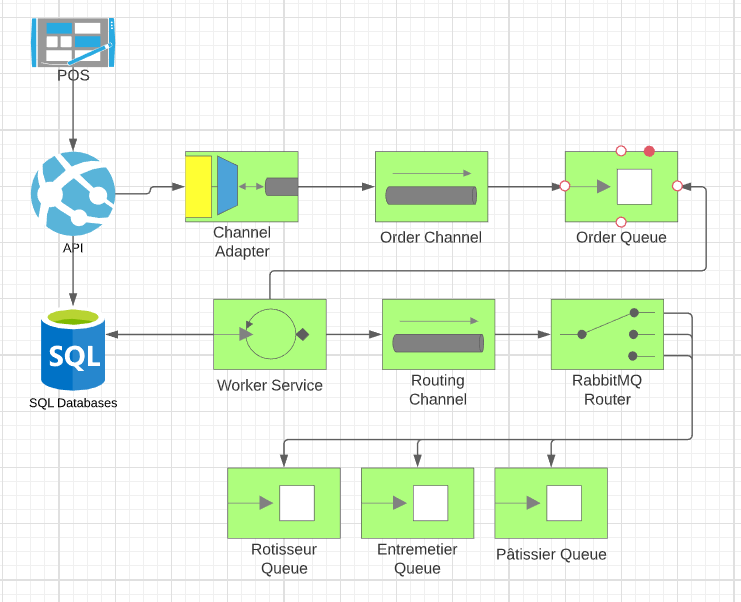 POS
API
Channel
Adapter
Order Channel
Order Queue
SQL
SQL Databases
Worker Service
Routing
Channel
RabbitMQ
Router
Rotisseur
Queue
Entremetier
Queue
Pâtissier Queue